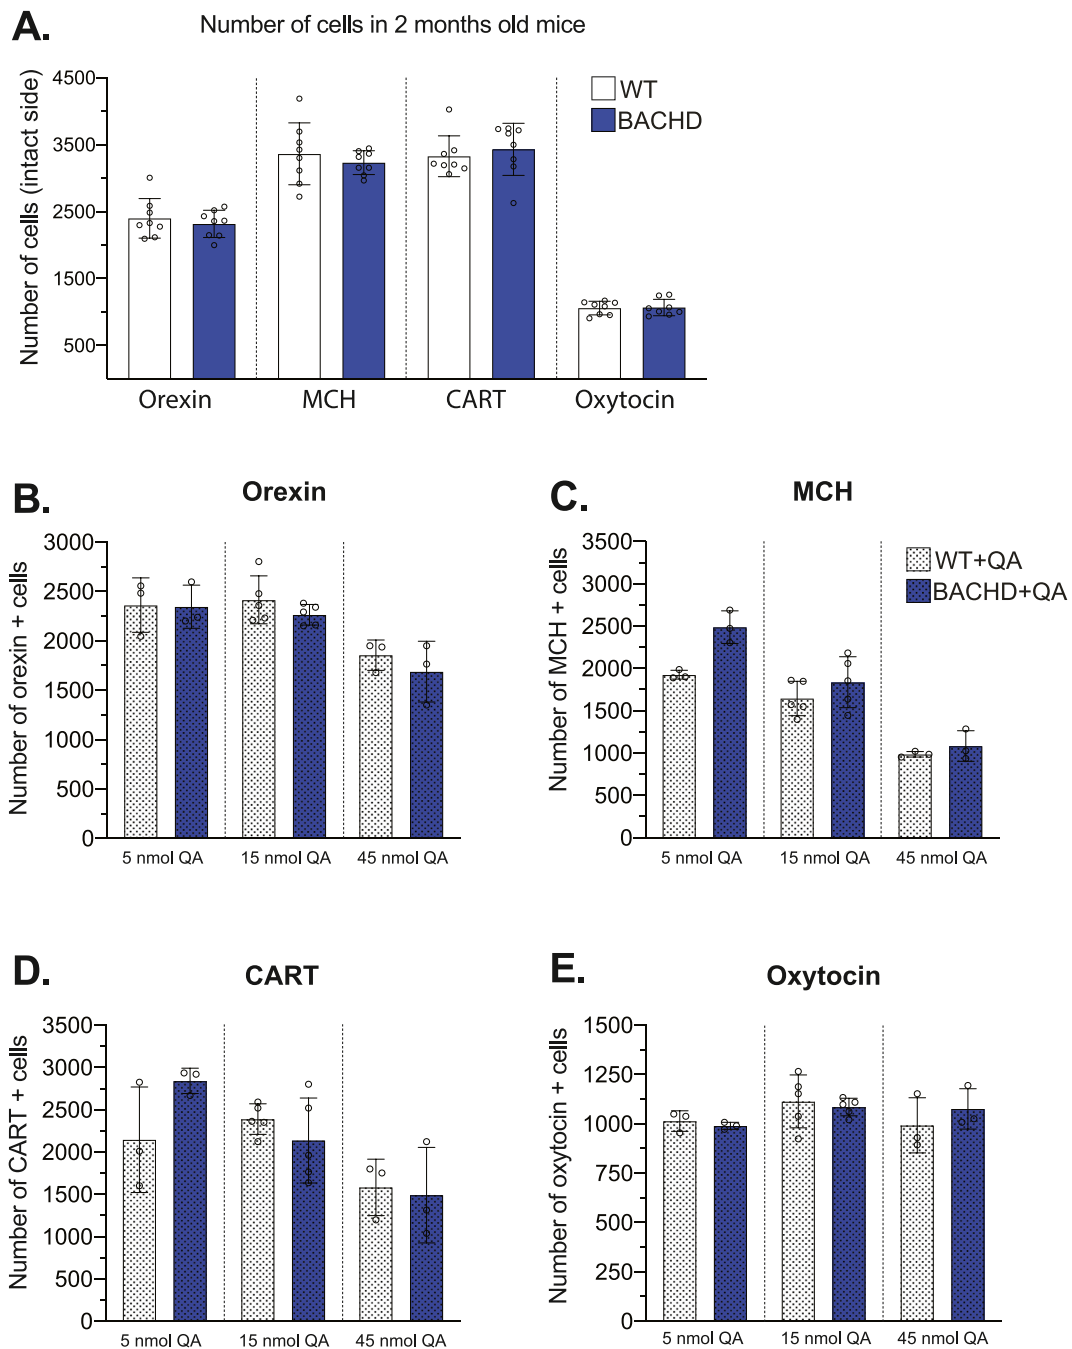 A.
Number of cells in 2 months old mice
Number of cells (intact side)
4500
3500
2500
1500
500
WT
BACHD
Orexin
MCH
CART
Oxytocin
B.
Orexin
Number of orexin + cells
3000
2500
2000
1500
1000
500
0
5 nmol QA
15 nmol QA
45 nmol QA
C.
MCH
Number of MCH + cells
3500
3000
2500
2000
1500
1000
500
0
WT+QA
BACHD+QA
5 nmol QA
15 nmol QA
45 nmol QA
D.
CART
Number of CART + cells
3500
3000
2500
2000
1500
1000
500
0
5 nmol QA
15 nmol QA
45 nmol QA
E.
Oxytocin
Number of oxytocin + cells
1500
1250
1000
750
500
250
0
5 nmol QA
15 nmol QA
45 nmol QA